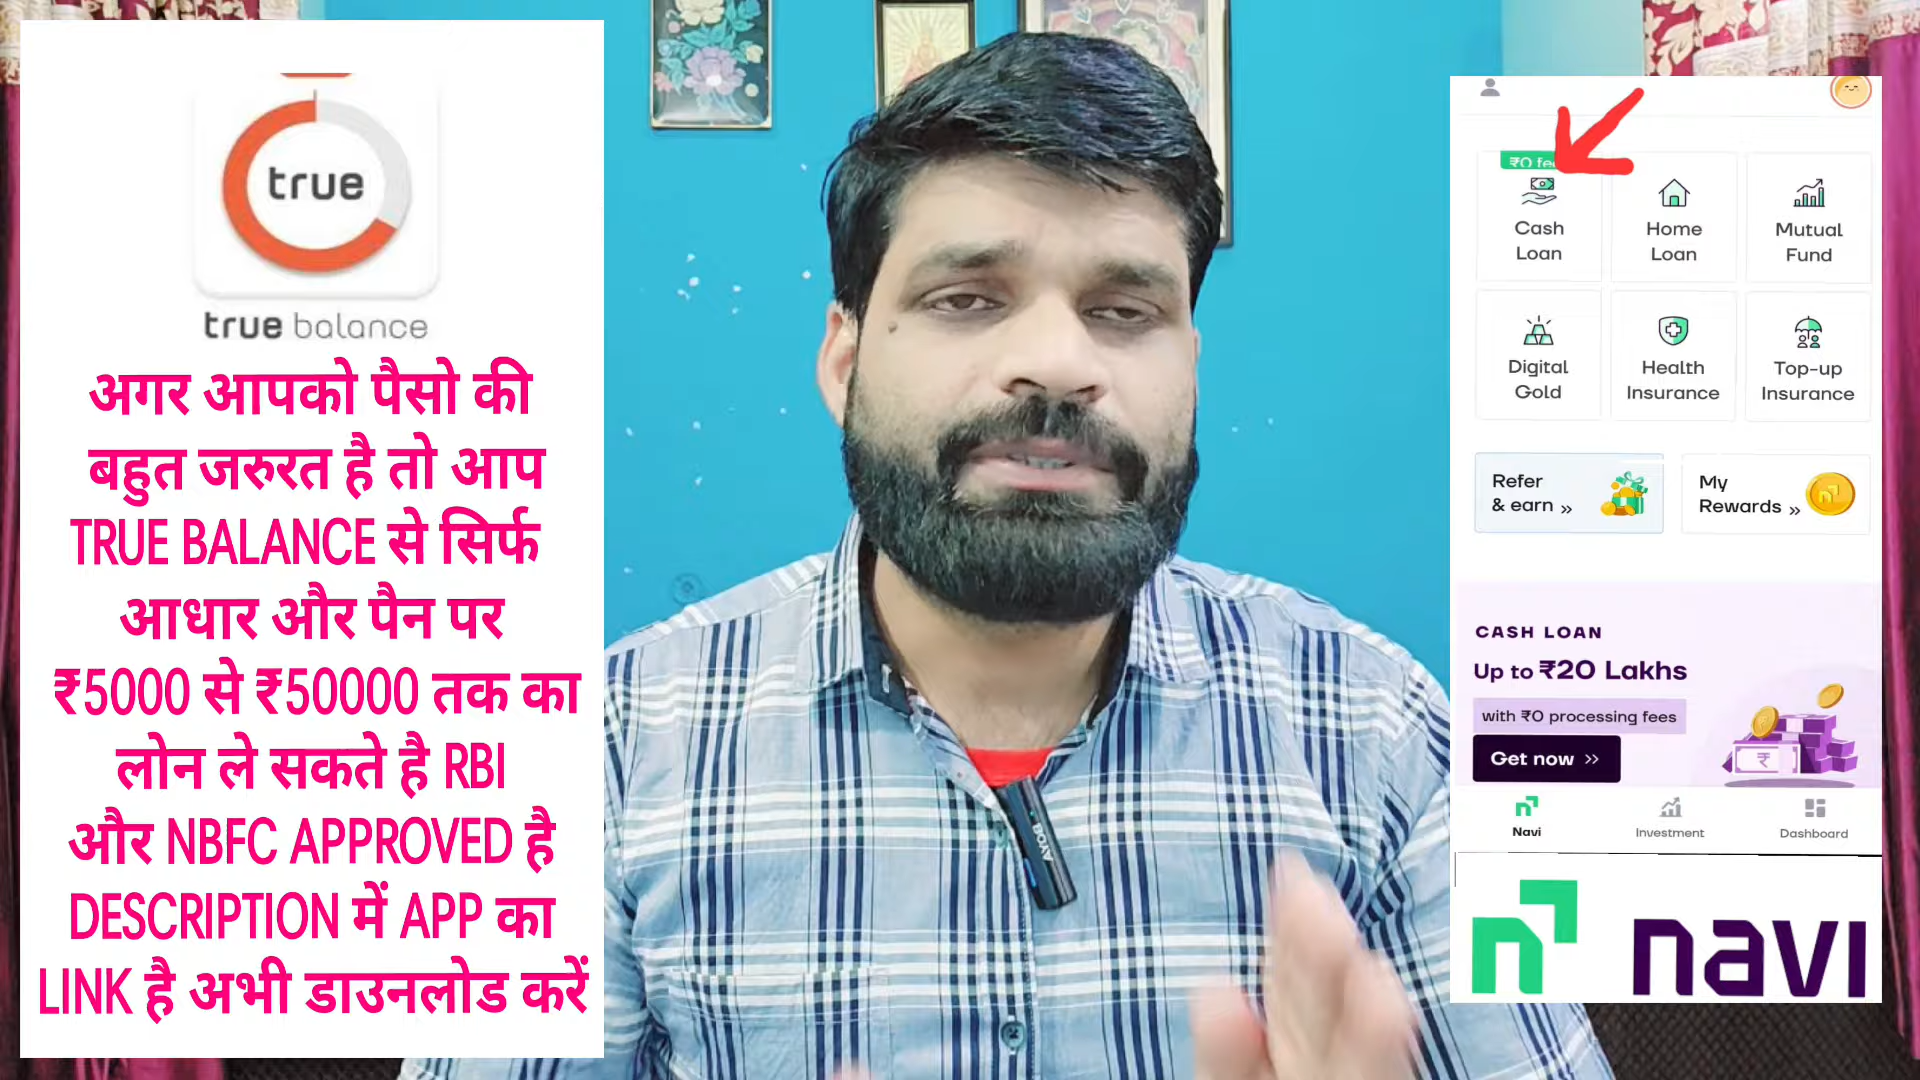 true
true balance
अगर आपको पैसो की
बहुत जरुरत है तो आप
TRUE BALANCE से सिर्फ
आधार और पैन पर
₹5000 से ₹50000 तक का
लोन ले सकते है RBI
और NBFC APPROVED है
DESCRIPTION में APP का
LINK है अभी डाउनलोड करें
BOYA
₹0 fe
Cash
Loan
Home
Loan
Mutual
Fund
Digital
Gold
Health
Insurance
Top-up
Insurance
Refer
& earn »
My
Rewards »
CASH LOAN
Up to ₹20 Lakhs
with ₹0 processing fees
Get now »
Navi
Investment
Dashboard
navi